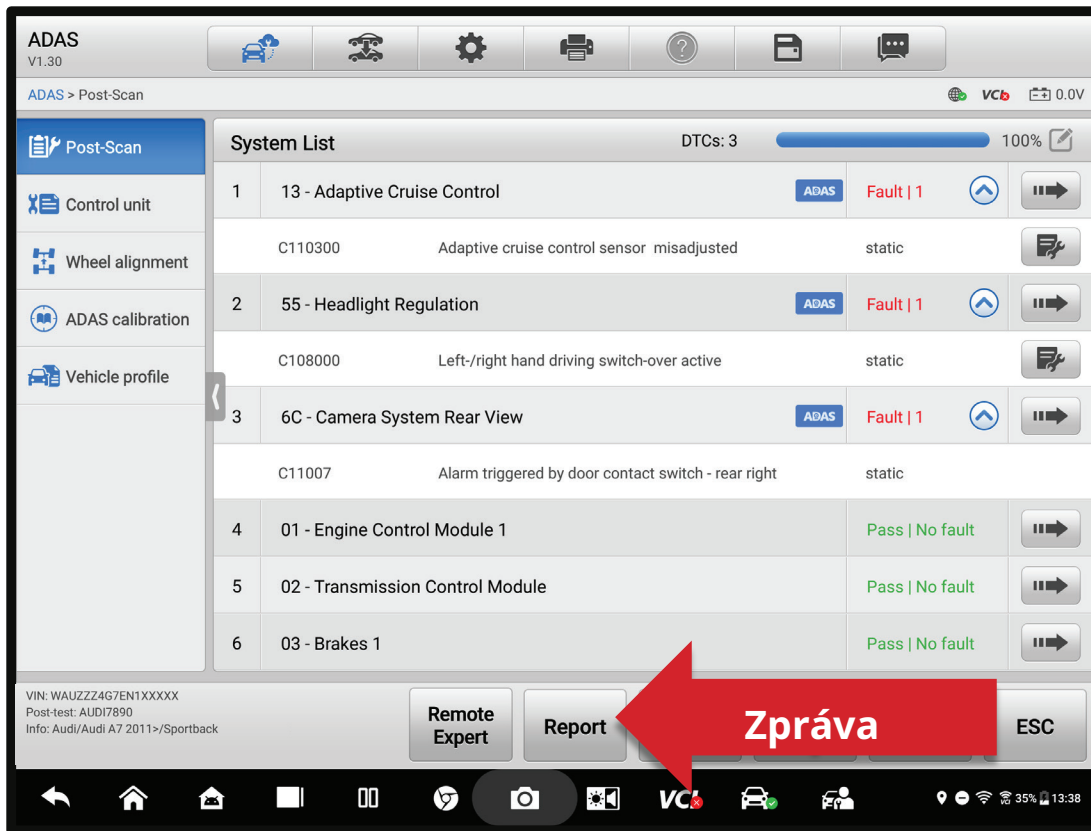 ADAS
V1.30
ADAS > Post-Scan
VCI 0.0V
Post-Scan
Control unit
Wheel alignment
ADAS calibration
Vehicle profile
System List DTCs: 3 100%
1 13 - Adaptive Cruise Control ADAS Fault | 1
C110300 Adaptive cruise control sensor misadjusted static
2 55 - Headlight Regulation ADAS Fault | 1
C108000 Left-/right hand driving switch-over active static
3 6C - Camera System Rear View ADAS Fault | 1
C11007 Alarm triggered by door contact switch - rear right static
4 01 - Engine Control Module 1 Pass | No fault
5 02 - Transmission Control Module Pass | No fault
6 03 - Brakes 1 Pass | No fault
VIN: WAUZZZ4G7EN1XXXXX
Post-test: AUDI7890
Info: Audi/Audi A7 2011>/Sportback
Remote
Expert
Report
Zpráva
ESC
VCI 35% 13:38